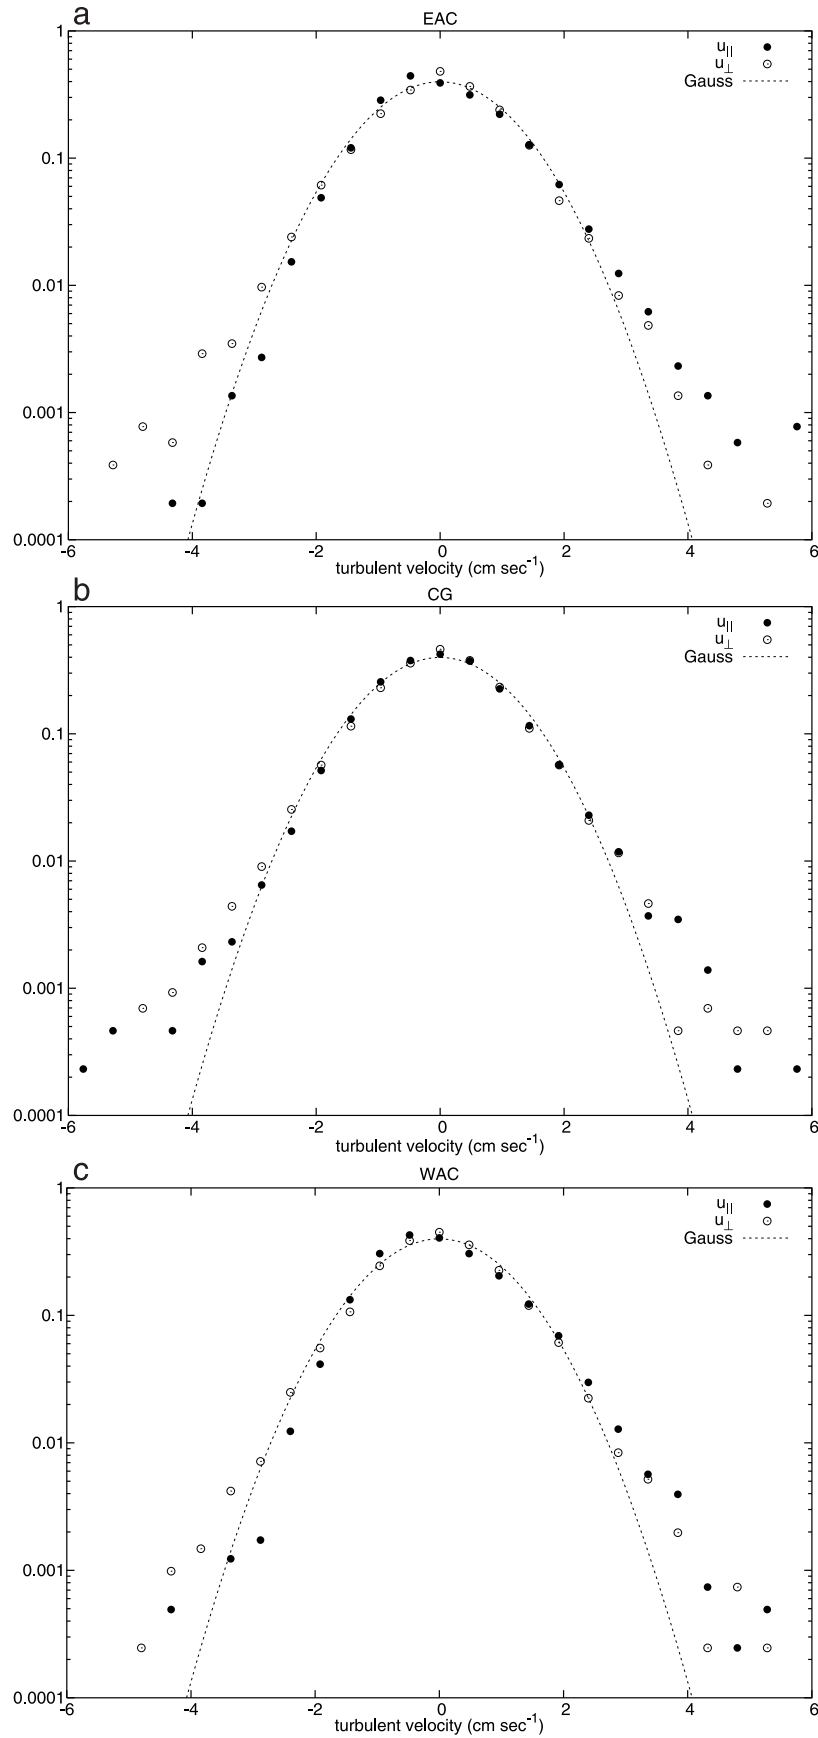 a
EAC
u||
u⊥
Gauss
1
0.1
0.01
0.001
0.0001
-6 -4 -2 0 2 4 6
turbulent velocity (cm sec⁻¹)
b
CG
u||
u⊥
Gauss
1
0.1
0.01
0.001
0.0001
-6 -4 -2 0 2 4 6
turbulent velocity (cm sec⁻¹)
c
WAC
u||
u⊥
Gauss
1
0.1
0.01
0.001
0.0001
-6 -4 -2 0 2 4 6
turbulent velocity (cm sec⁻¹)